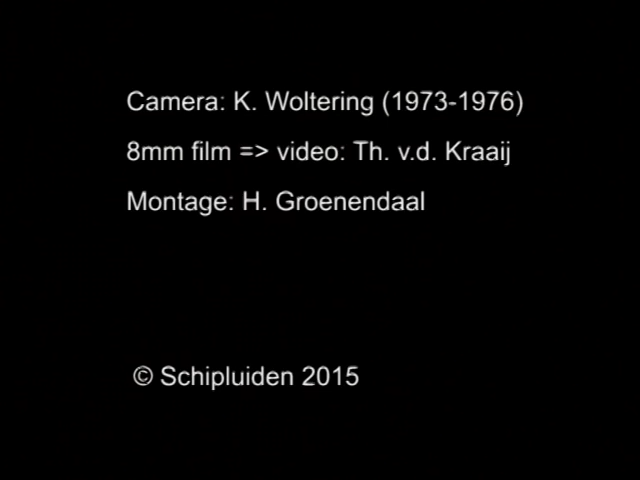 Camera: K. Woltering (1973-1976)
8mm film => video: Th. v.d. Kraaij
Montage: H. Groenendaal
© Schipluiden 2015